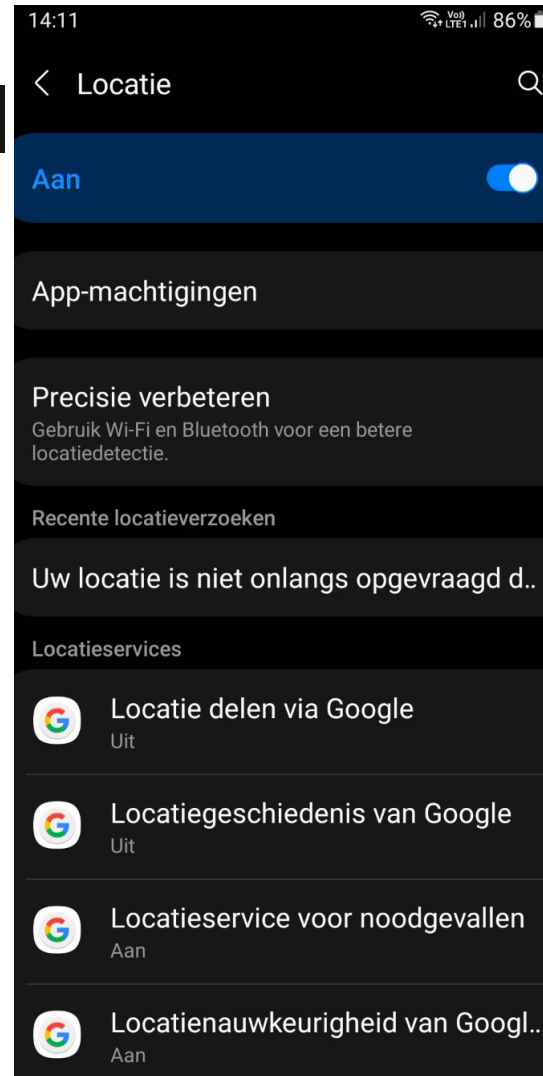 14:11 Vo)) LTE1 86%
Locatie
Aan
App-machtigingen
Precisie verbeteren
Gebruik Wi-Fi en Bluetooth voor een betere
locatiedetectie.
Recente locatieverzoeken
Uw locatie is niet onlangs opgevraagd d..
Locatieservices
Locatie delen via Google
Uit
Locatiegeschiedenis van Google
Uit
Locatieservice voor noodgevallen
Aan
Locatienauwkeurigheid van Googl..
Aan